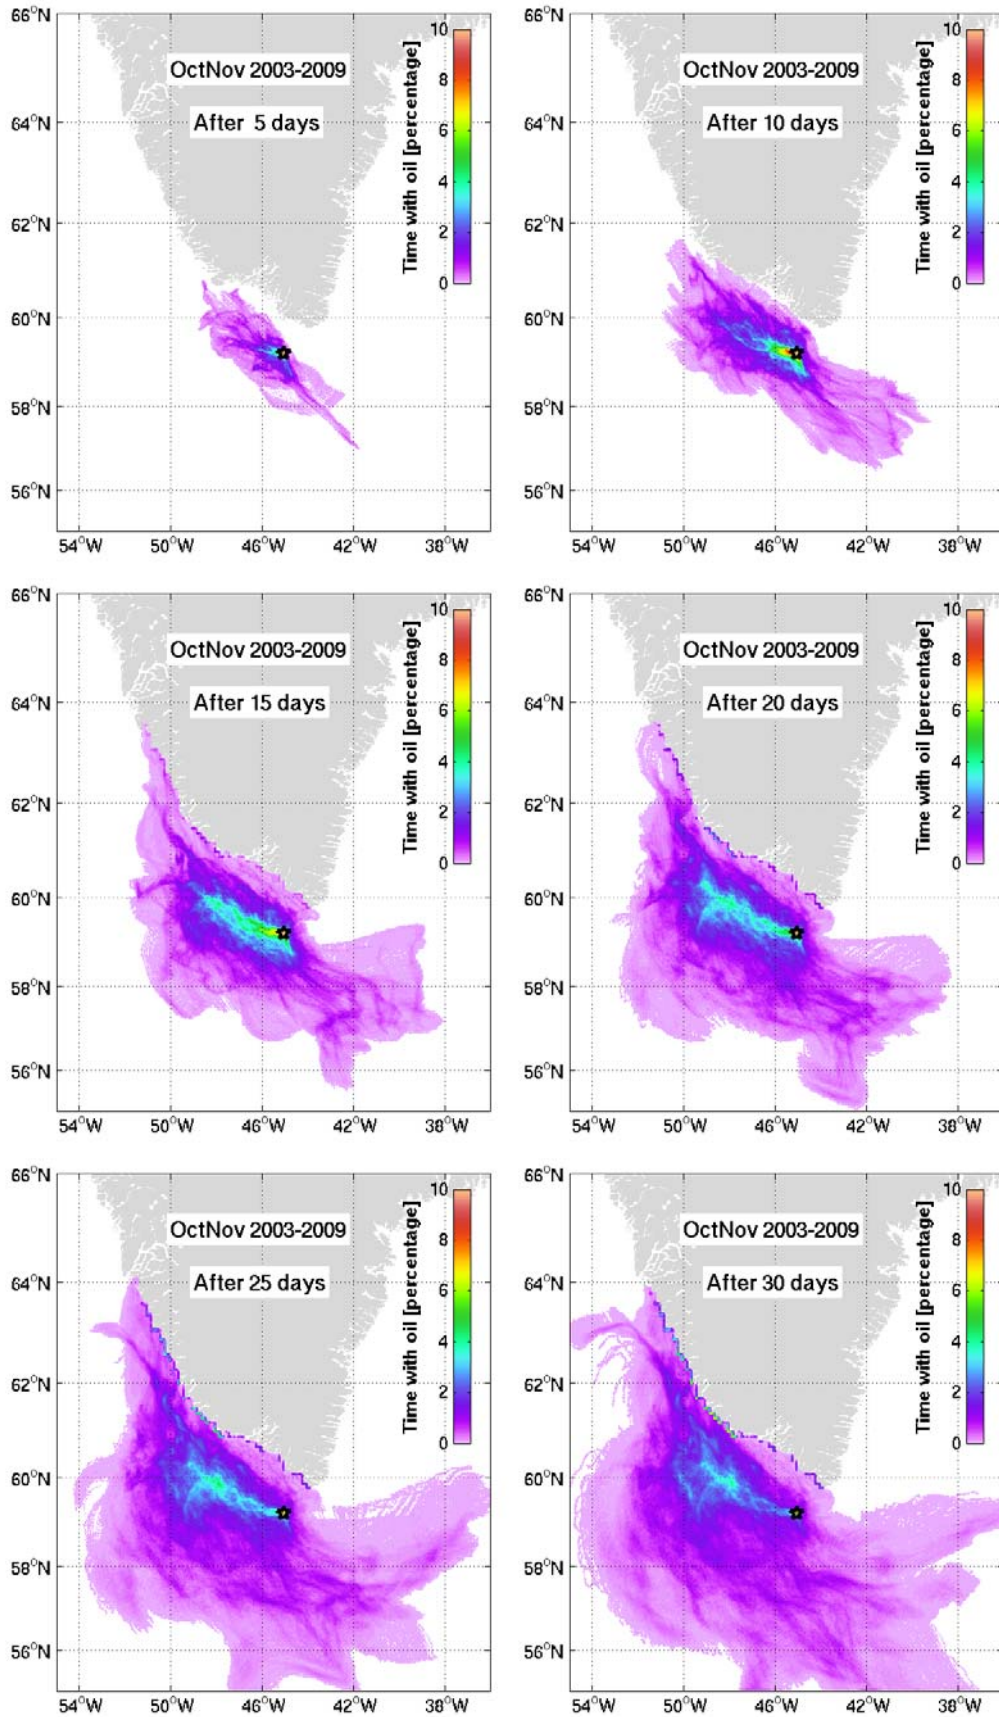 66°N
64°N
62°N
60°N
58°N
56°N
54°W 50°W 46°W 42°W 38°W
OctNov 2003-2009
After 5 days
Time with oil [percentage]
10
8
6
4
2
0
66°N
64°N
62°N
60°N
58°N
56°N
54°W 50°W 46°W 42°W 38°W
OctNov 2003-2009
After 10 days
Time with oil [percentage]
10
8
6
4
2
0
66°N
64°N
62°N
60°N
58°N
56°N
54°W 50°W 46°W 42°W 38°W
OctNov 2003-2009
After 15 days
Time with oil [percentage]
10
8
6
4
2
0
66°N
64°N
62°N
60°N
58°N
56°N
54°W 50°W 46°W 42°W 38°W
OctNov 2003-2009
After 20 days
Time with oil [percentage]
10
8
6
4
2
0
66°N
64°N
62°N
60°N
58°N
56°N
54°W 50°W 46°W 42°W 38°W
OctNov 2003-2009
After 25 days
Time with oil [percentage]
10
8
6
4
2
0
66°N
64°N
62°N
60°N
58°N
56°N
54°W 50°W 46°W 42°W 38°W
OctNov 2003-2009
After 30 days
Time with oil [percentage]
10
8
6
4
2
0